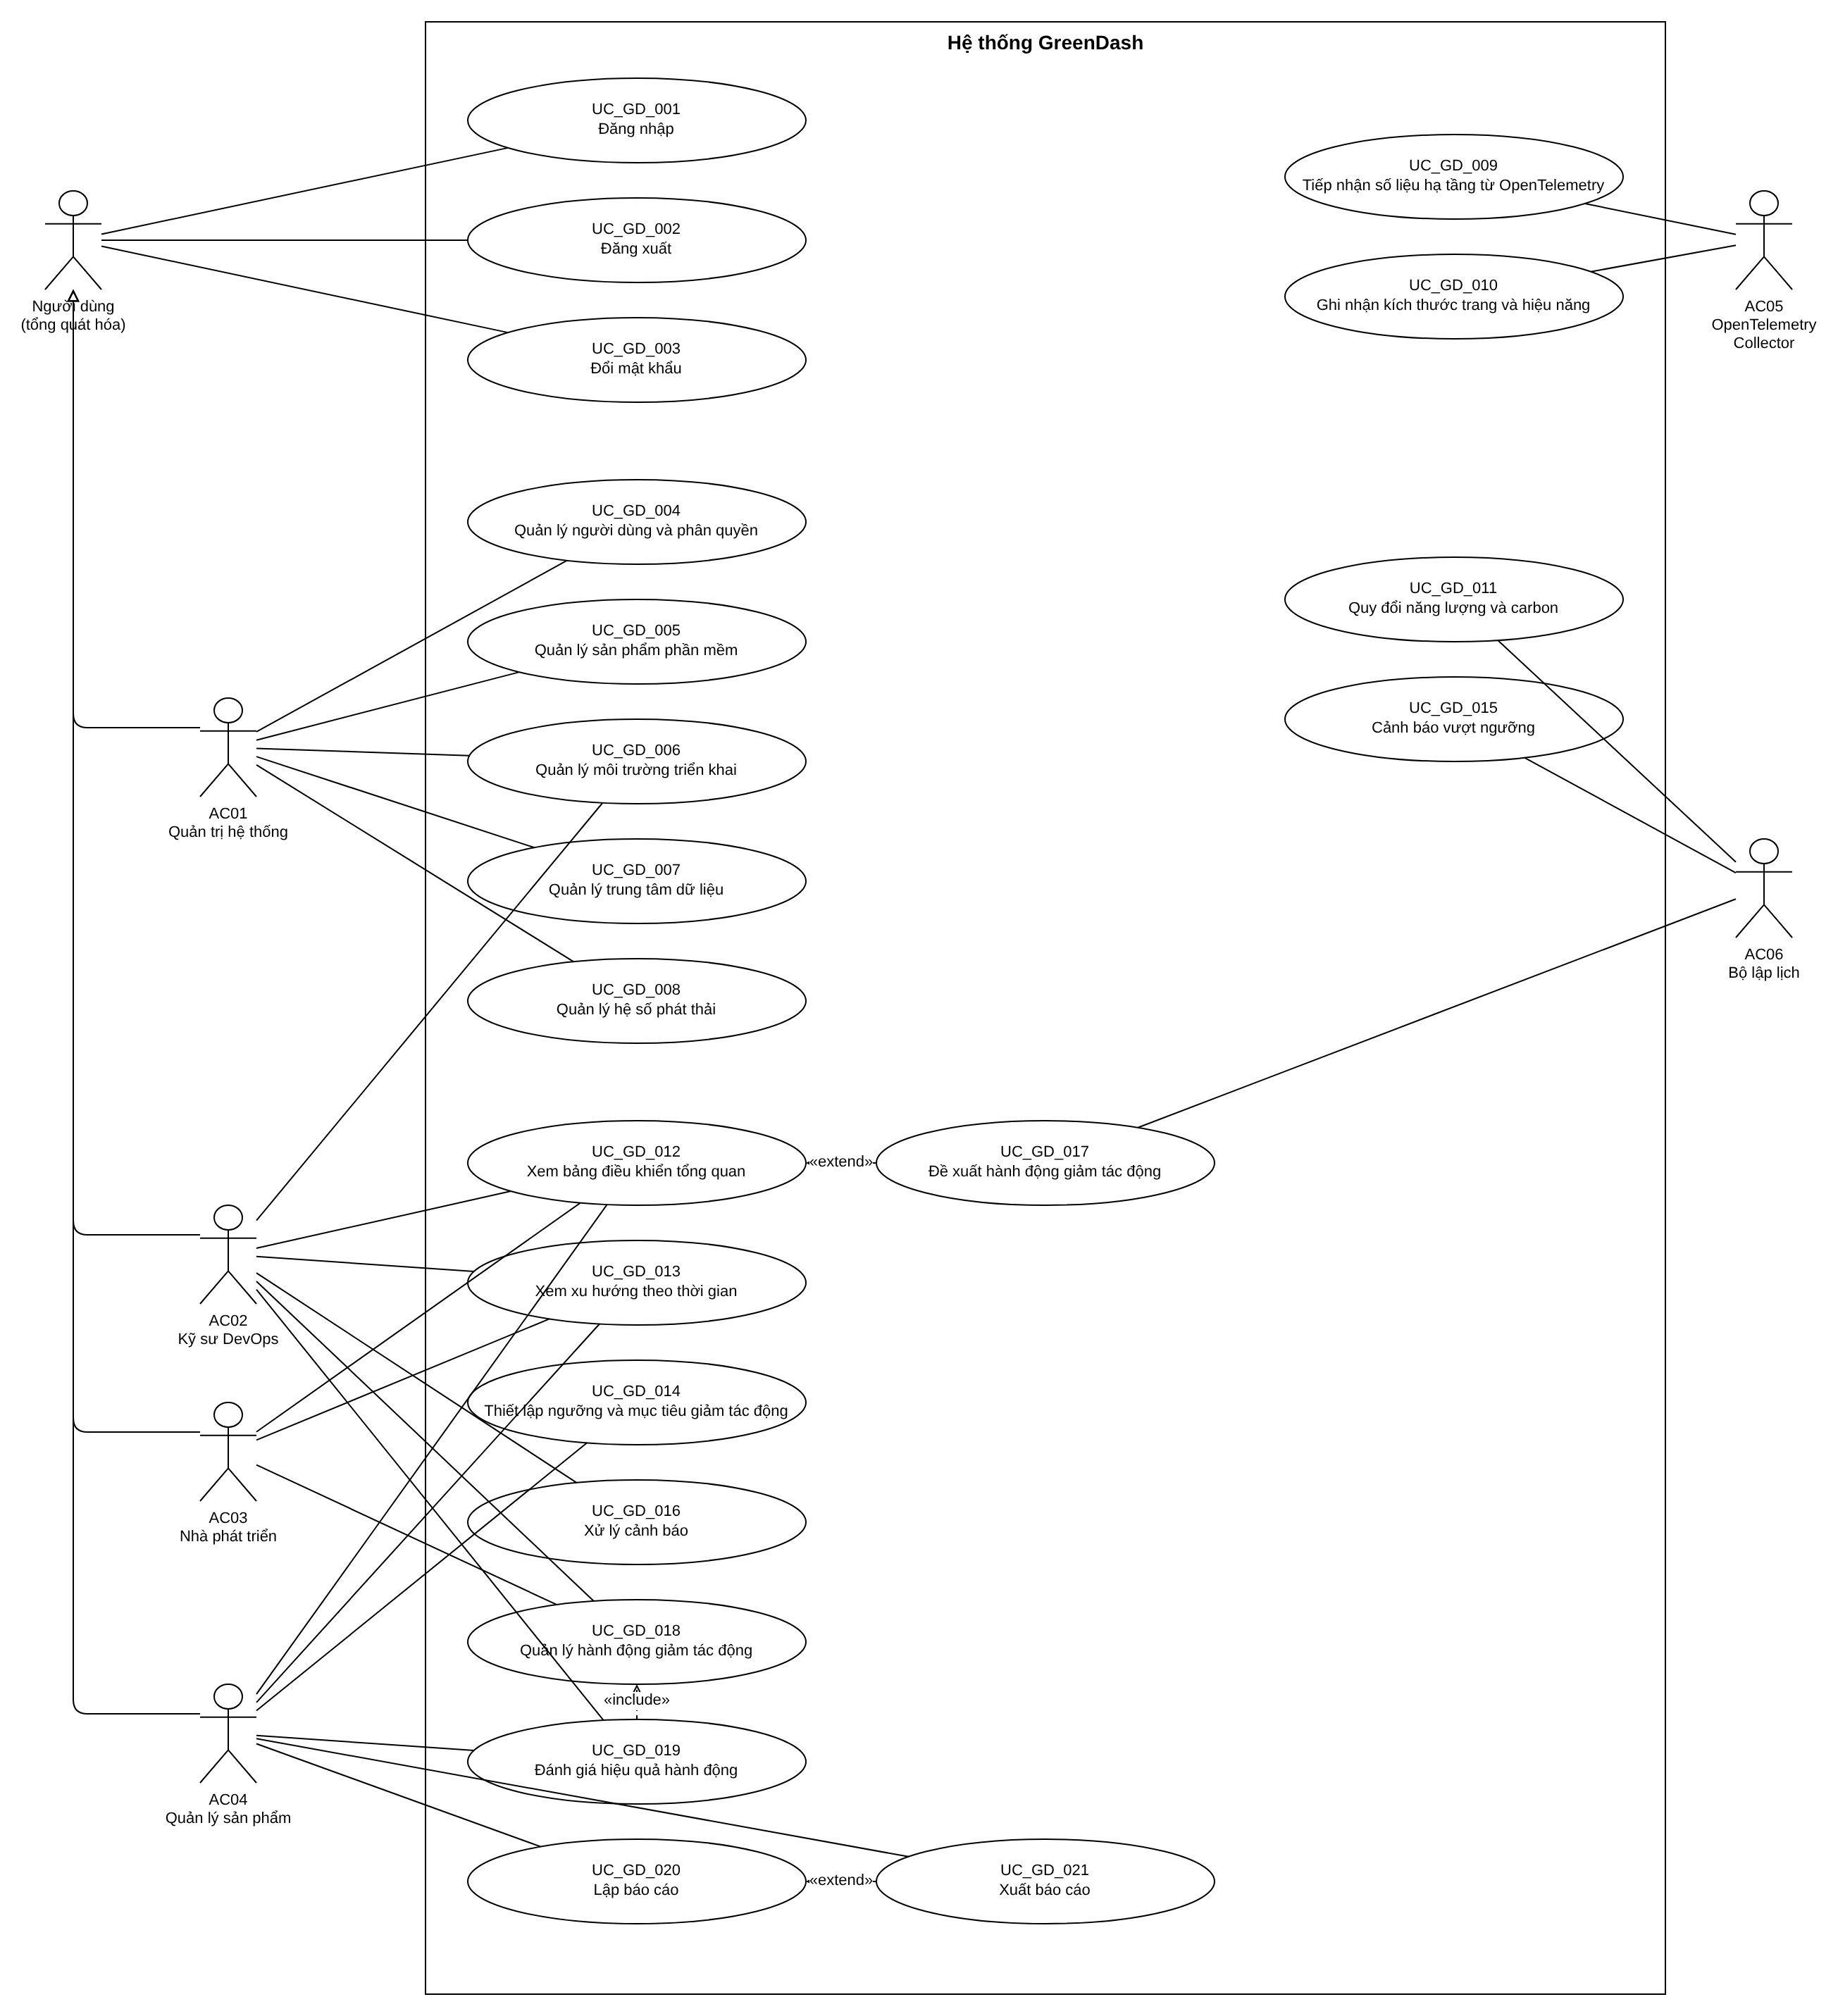 Hệ thống GreenDash
UC_GD_001
Đăng nhập
UC_GD_002
Đăng xuất
UC_GD_003
Đổi mật khẩu
UC_GD_009
Tiếp nhận số liệu hạ tầng từ OpenTelemetry
UC_GD_010
Ghi nhận kích thước trang và hiệu năng
Người dùng
(tổng quát hóa)
AC05
OpenTelemetry
Collector
UC_GD_004
Quản lý người dùng và phân quyền
UC_GD_005
Quản lý sản phẩm phần mềm
UC_GD_006
Quản lý môi trường triển khai
UC_GD_007
Quản lý trung tâm dữ liệu
UC_GD_008
Quản lý hệ số phát thải
UC_GD_011
Quy đổi năng lượng và carbon
UC_GD_015
Cảnh báo vượt ngưỡng
AC01
Quản trị hệ thống
AC06
Bộ lập lịch
UC_GD_012
Xem bảng điều khiển tổng quan
«extend»
UC_GD_017
Đề xuất hành động giảm tác động
UC_GD_013
Xem xu hướng theo thời gian
AC02
Kỹ sư DevOps
UC_GD_014
Thiết lập ngưỡng và mục tiêu giảm tác động
UC_GD_016
Xử lý cảnh báo
AC03
Nhà phát triển
UC_GD_018
Quản lý hành động giảm tác động
«include»
UC_GD_019
Đánh giá hiệu quả hành động
AC04
Quản lý sản phẩm
UC_GD_020
Lập báo cáo
«extend»
UC_GD_021
Xuất báo cáo